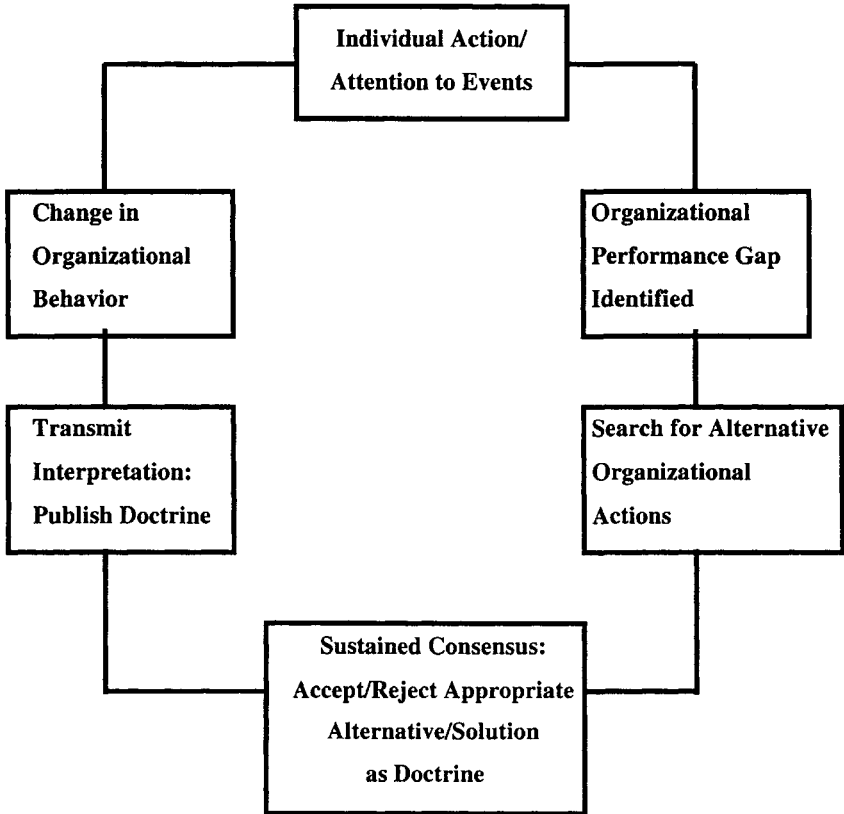 Individual Action/
Attention to Events
Change in
Organizational
Behavior
Organizational
Performance Gap
Identified
Transmit
Interpretation:
Publish Doctrine
Search for Alternative
Organizational
Actions
Sustained Consensus:
Accept/Reject Appropriate
Alternative/Solution
as Doctrine